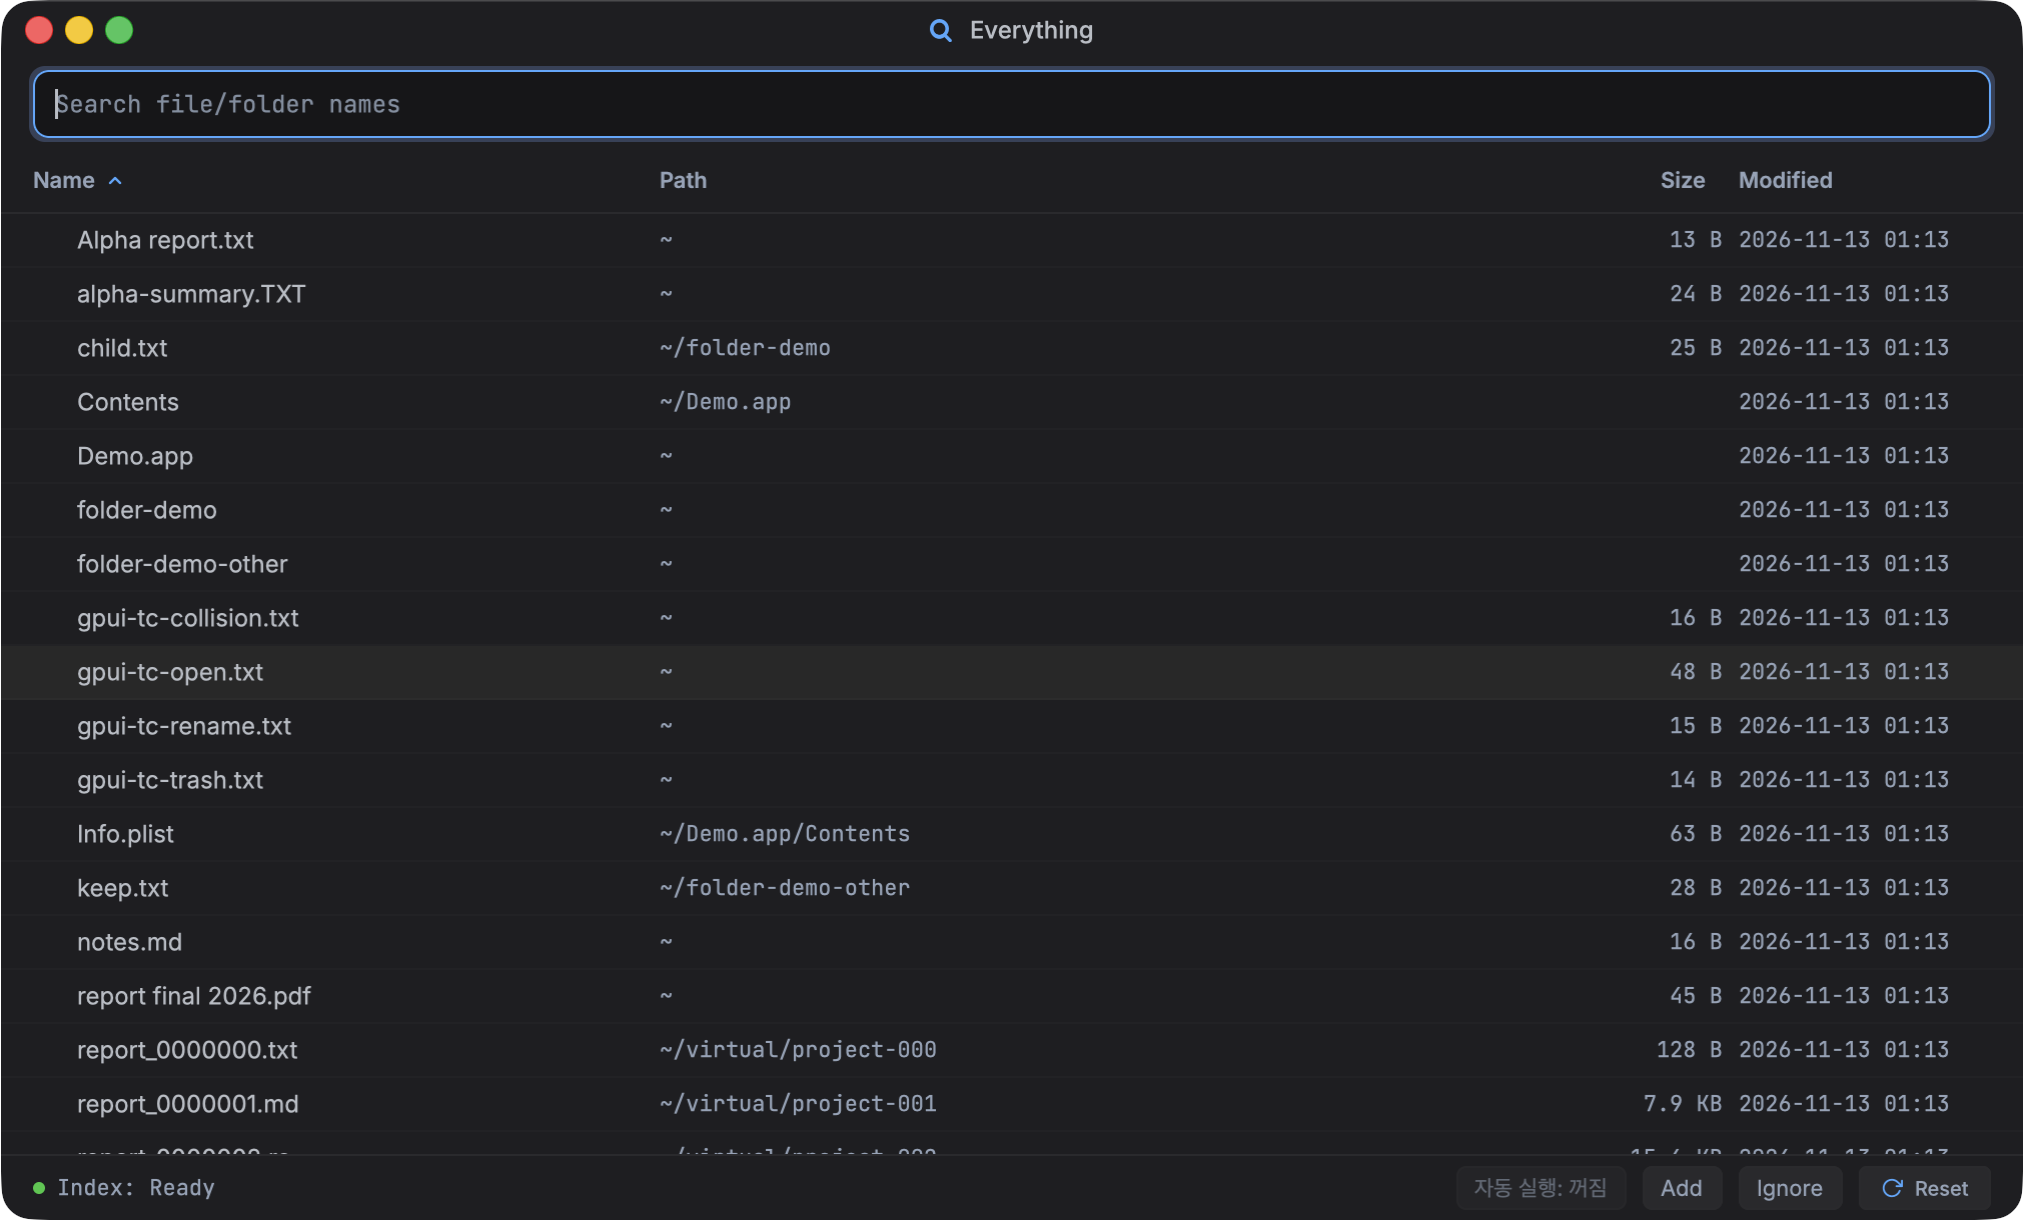 Everything
Search file/folder names
Name Path Size Modified
Alpha report.txt ~ 13 B 2026-11-13 01:13
alpha-summary.TXT ~ 24 B 2026-11-13 01:13
child.txt ~/folder-demo 25 B 2026-11-13 01:13
Contents ~/Demo.app 2026-11-13 01:13
Demo.app ~ 2026-11-13 01:13
folder-demo ~ 2026-11-13 01:13
folder-demo-other ~ 2026-11-13 01:13
gpui-tc-collision.txt ~ 16 B 2026-11-13 01:13
gpui-tc-open.txt ~ 48 B 2026-11-13 01:13
gpui-tc-rename.txt ~ 15 B 2026-11-13 01:13
gpui-tc-trash.txt ~ 14 B 2026-11-13 01:13
Info.plist ~/Demo.app/Contents 63 B 2026-11-13 01:13
keep.txt ~/folder-demo-other 28 B 2026-11-13 01:13
notes.md ~ 16 B 2026-11-13 01:13
report final 2026.pdf ~ 45 B 2026-11-13 01:13
report_0000000.txt ~/virtual/project-000 128 B 2026-11-13 01:13
report_0000001.md ~/virtual/project-001 7.9 KB 2026-11-13 01:13
Index: Ready 자동 실행: 꺼짐 Add Ignore Reset